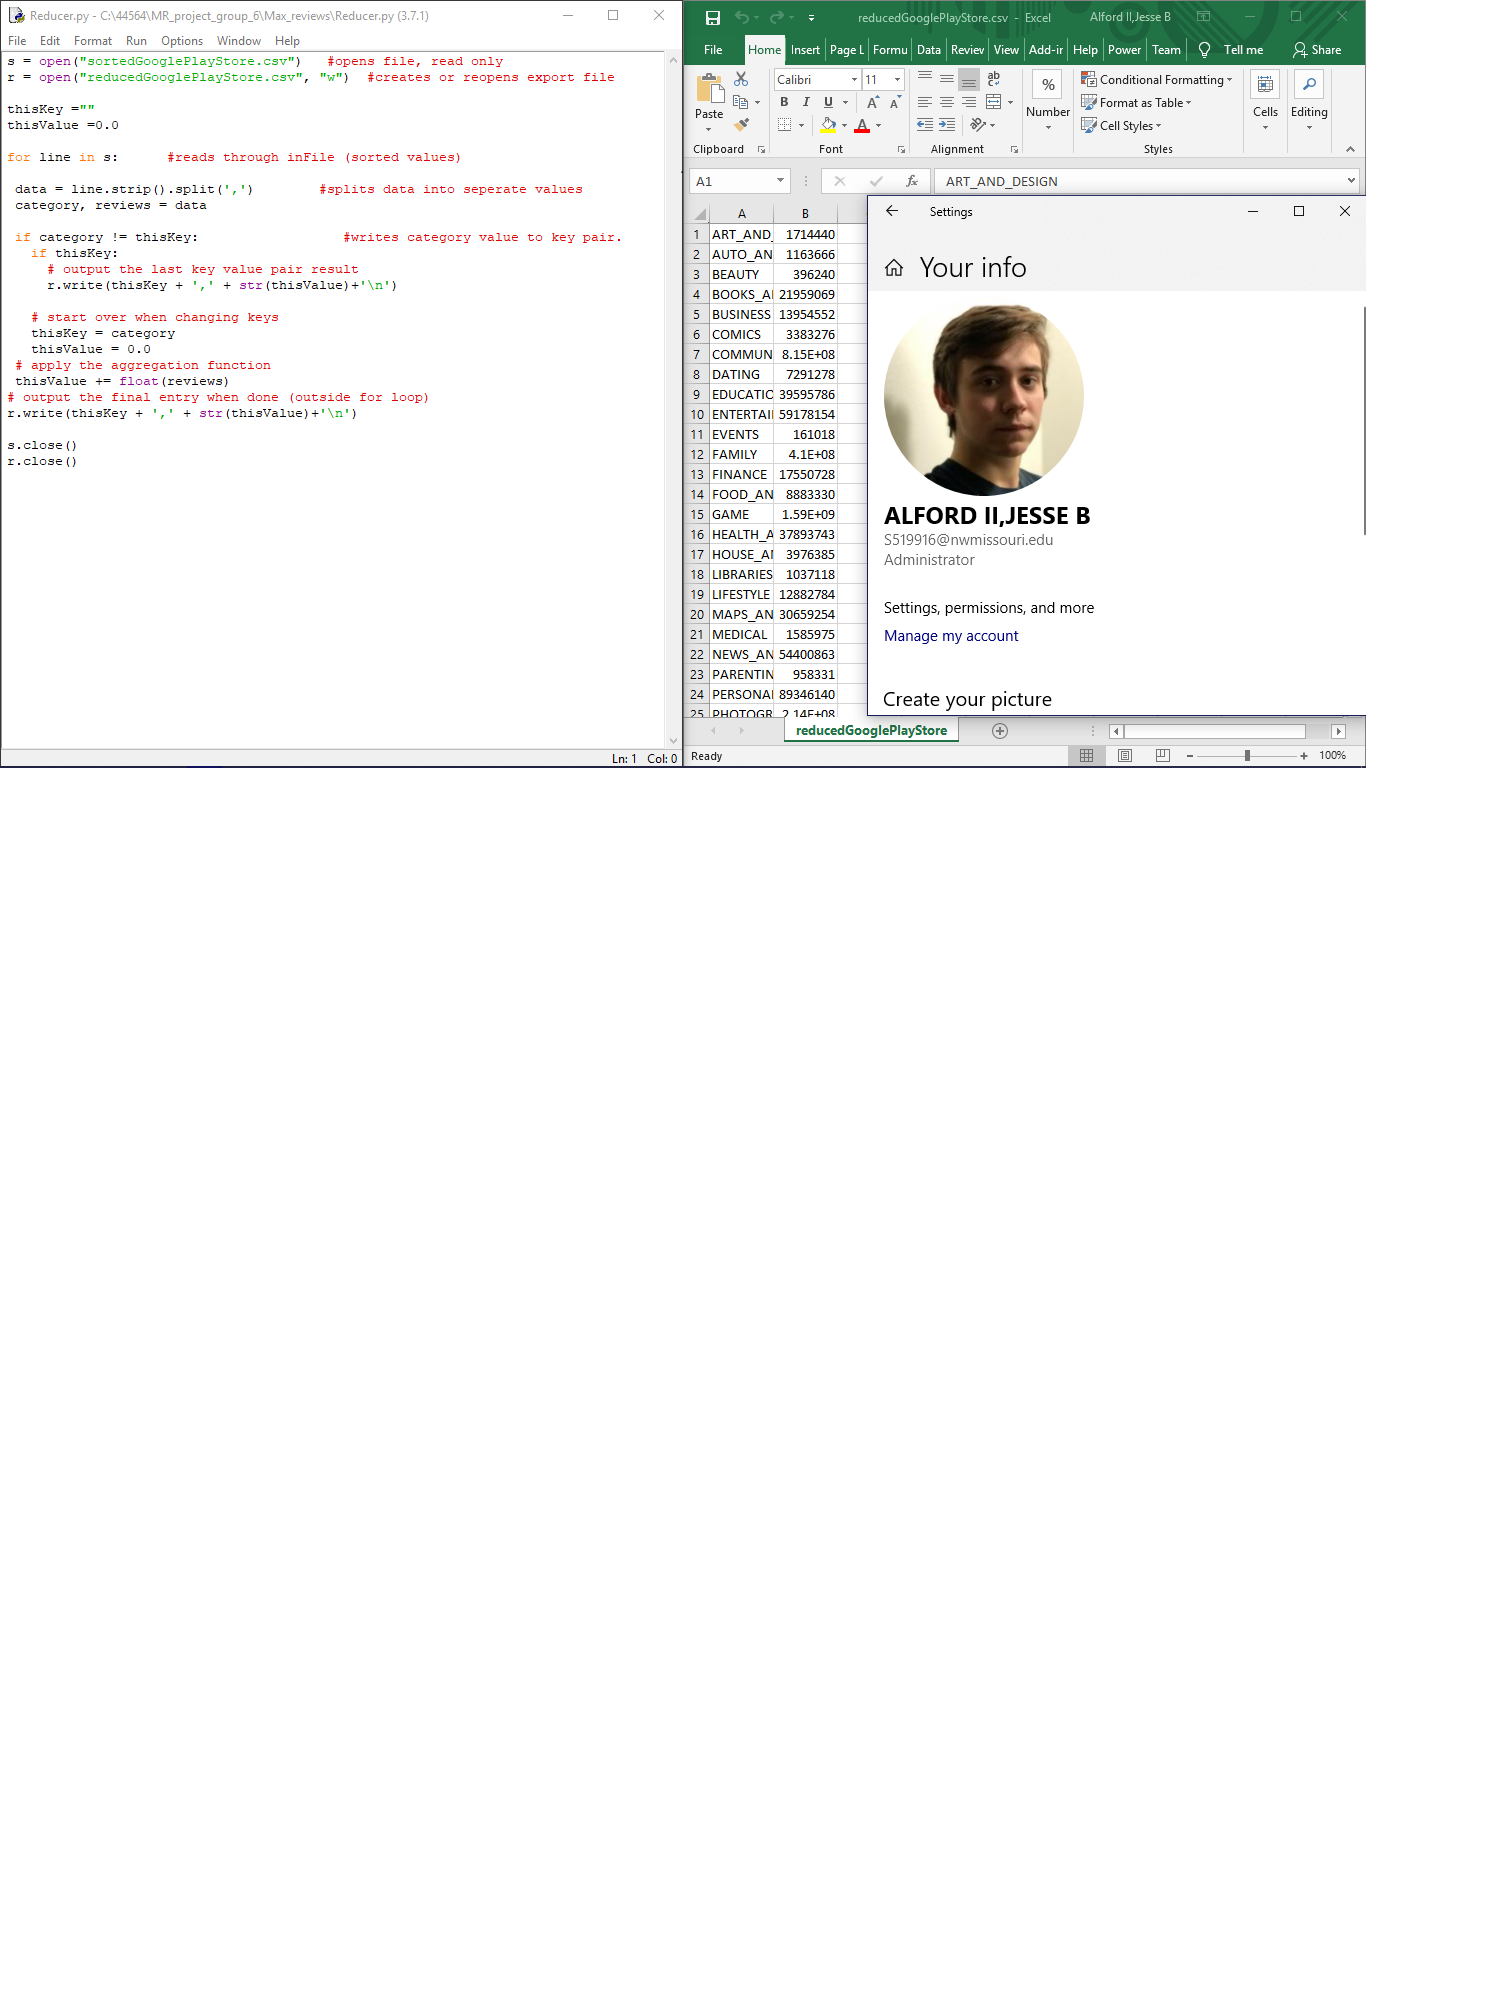 Reducer.py - C:\44564\MR_project_group_6\Max_reviews\Reducer.py (3.7.1)
File Edit Format Run Options Window Help
s = open("sortedGooglePlayStore.csv")   #opens file, read only
r = open("reducedGooglePlayStore.csv", "w")  #creates or reopens export file
thisKey =""
thisValue =0.0
for line in s:      #reads through inFile (sorted values)
 data = line.strip().split(',')        #splits data into seperate values
 category, reviews = data
 if category != thisKey:                  #writes category value to key pair.
   if thisKey:
     # output the last key value pair result
     r.write(thisKey + ',' + str(thisValue)+'\n')
   # start over when changing keys
   thisKey = category
   thisValue = 0.0
 # apply the aggregation function
 thisValue += float(reviews)
# output the final entry when done (outside for loop)
r.write(thisKey + ',' + str(thisValue)+'\n')
s.close()
r.close()
Ln: 1 Col: 0
reducedGooglePlayStore.csv - Excel
Alford II,Jesse B
File Home Insert Page L Formu Data Reviev View Add-ir Help Power Team Tell me Share
Calibri 11
Paste
B I U
Number
Conditional Formatting
Format as Table
Cell Styles
Cells
Editing
Clipboard Font Alignment Styles
A1 fx ART_AND_DESIGN
A B
1 ART_AND_ 1714440
2 AUTO_AN 1163666
3 BEAUTY 396240
4 BOOKS_AI 21959069
5 BUSINESS 13954552
6 COMICS 3383276
7 COMMUN 8.15E+08
8 DATING 7291278
9 EDUCATIC 39595786
10 ENTERTAI 59178154
11 EVENTS 161018
12 FAMILY 4.1E+08
13 FINANCE 17550728
14 FOOD_AN 8883330
15 GAME 1.59E+09
16 HEALTH_A 37893743
17 HOUSE_AI 3976385
18 LIBRARIES 1037118
19 LIFESTYLE 12882784
20 MAPS_AN 30659254
21 MEDICAL 1585975
22 NEWS_AN 54400863
23 PARENTIN 958331
24 PERSONAI 89346140
25 PHOTOGR 2.14E+08
Settings
Your info
ALFORD II,JESSE B
S519916@nwmissouri.edu
Administrator
Settings, permissions, and more
Manage my account
Create your picture
reducedGooglePlayStore
Ready
100%